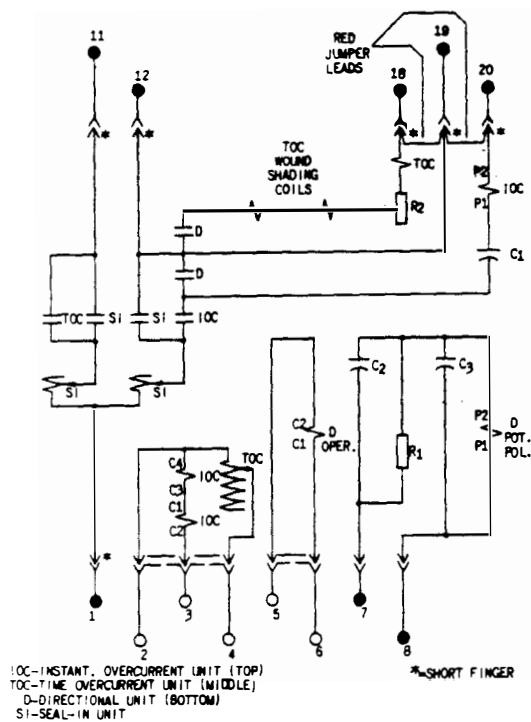 11
12
RED
JUMPER
LEADS
19
18
20
*
*
*
*
*
TOC
WOUND
SHADING
COILS
TOC
R2
P2
IOC
P1
D
C1
D
TOC
SI
SI
IOC
SI
SI
C2
C3
C2
C1
D
OPER.
R1
P2
P1
D
POT.
POL.
C4
IOC
TOC
C3
C1
IOC
C2
*
1
2
3
4
5
6
7
8
IOC-INSTANT. OVERCURRENT UNIT (TOP)
TOC-TIME OVERCURRENT UNIT (MIDDLE)
D-DIRECTIONAL UNIT (BOTTOM)
SI-SEAL-IN UNIT
*=SHORT FINGER